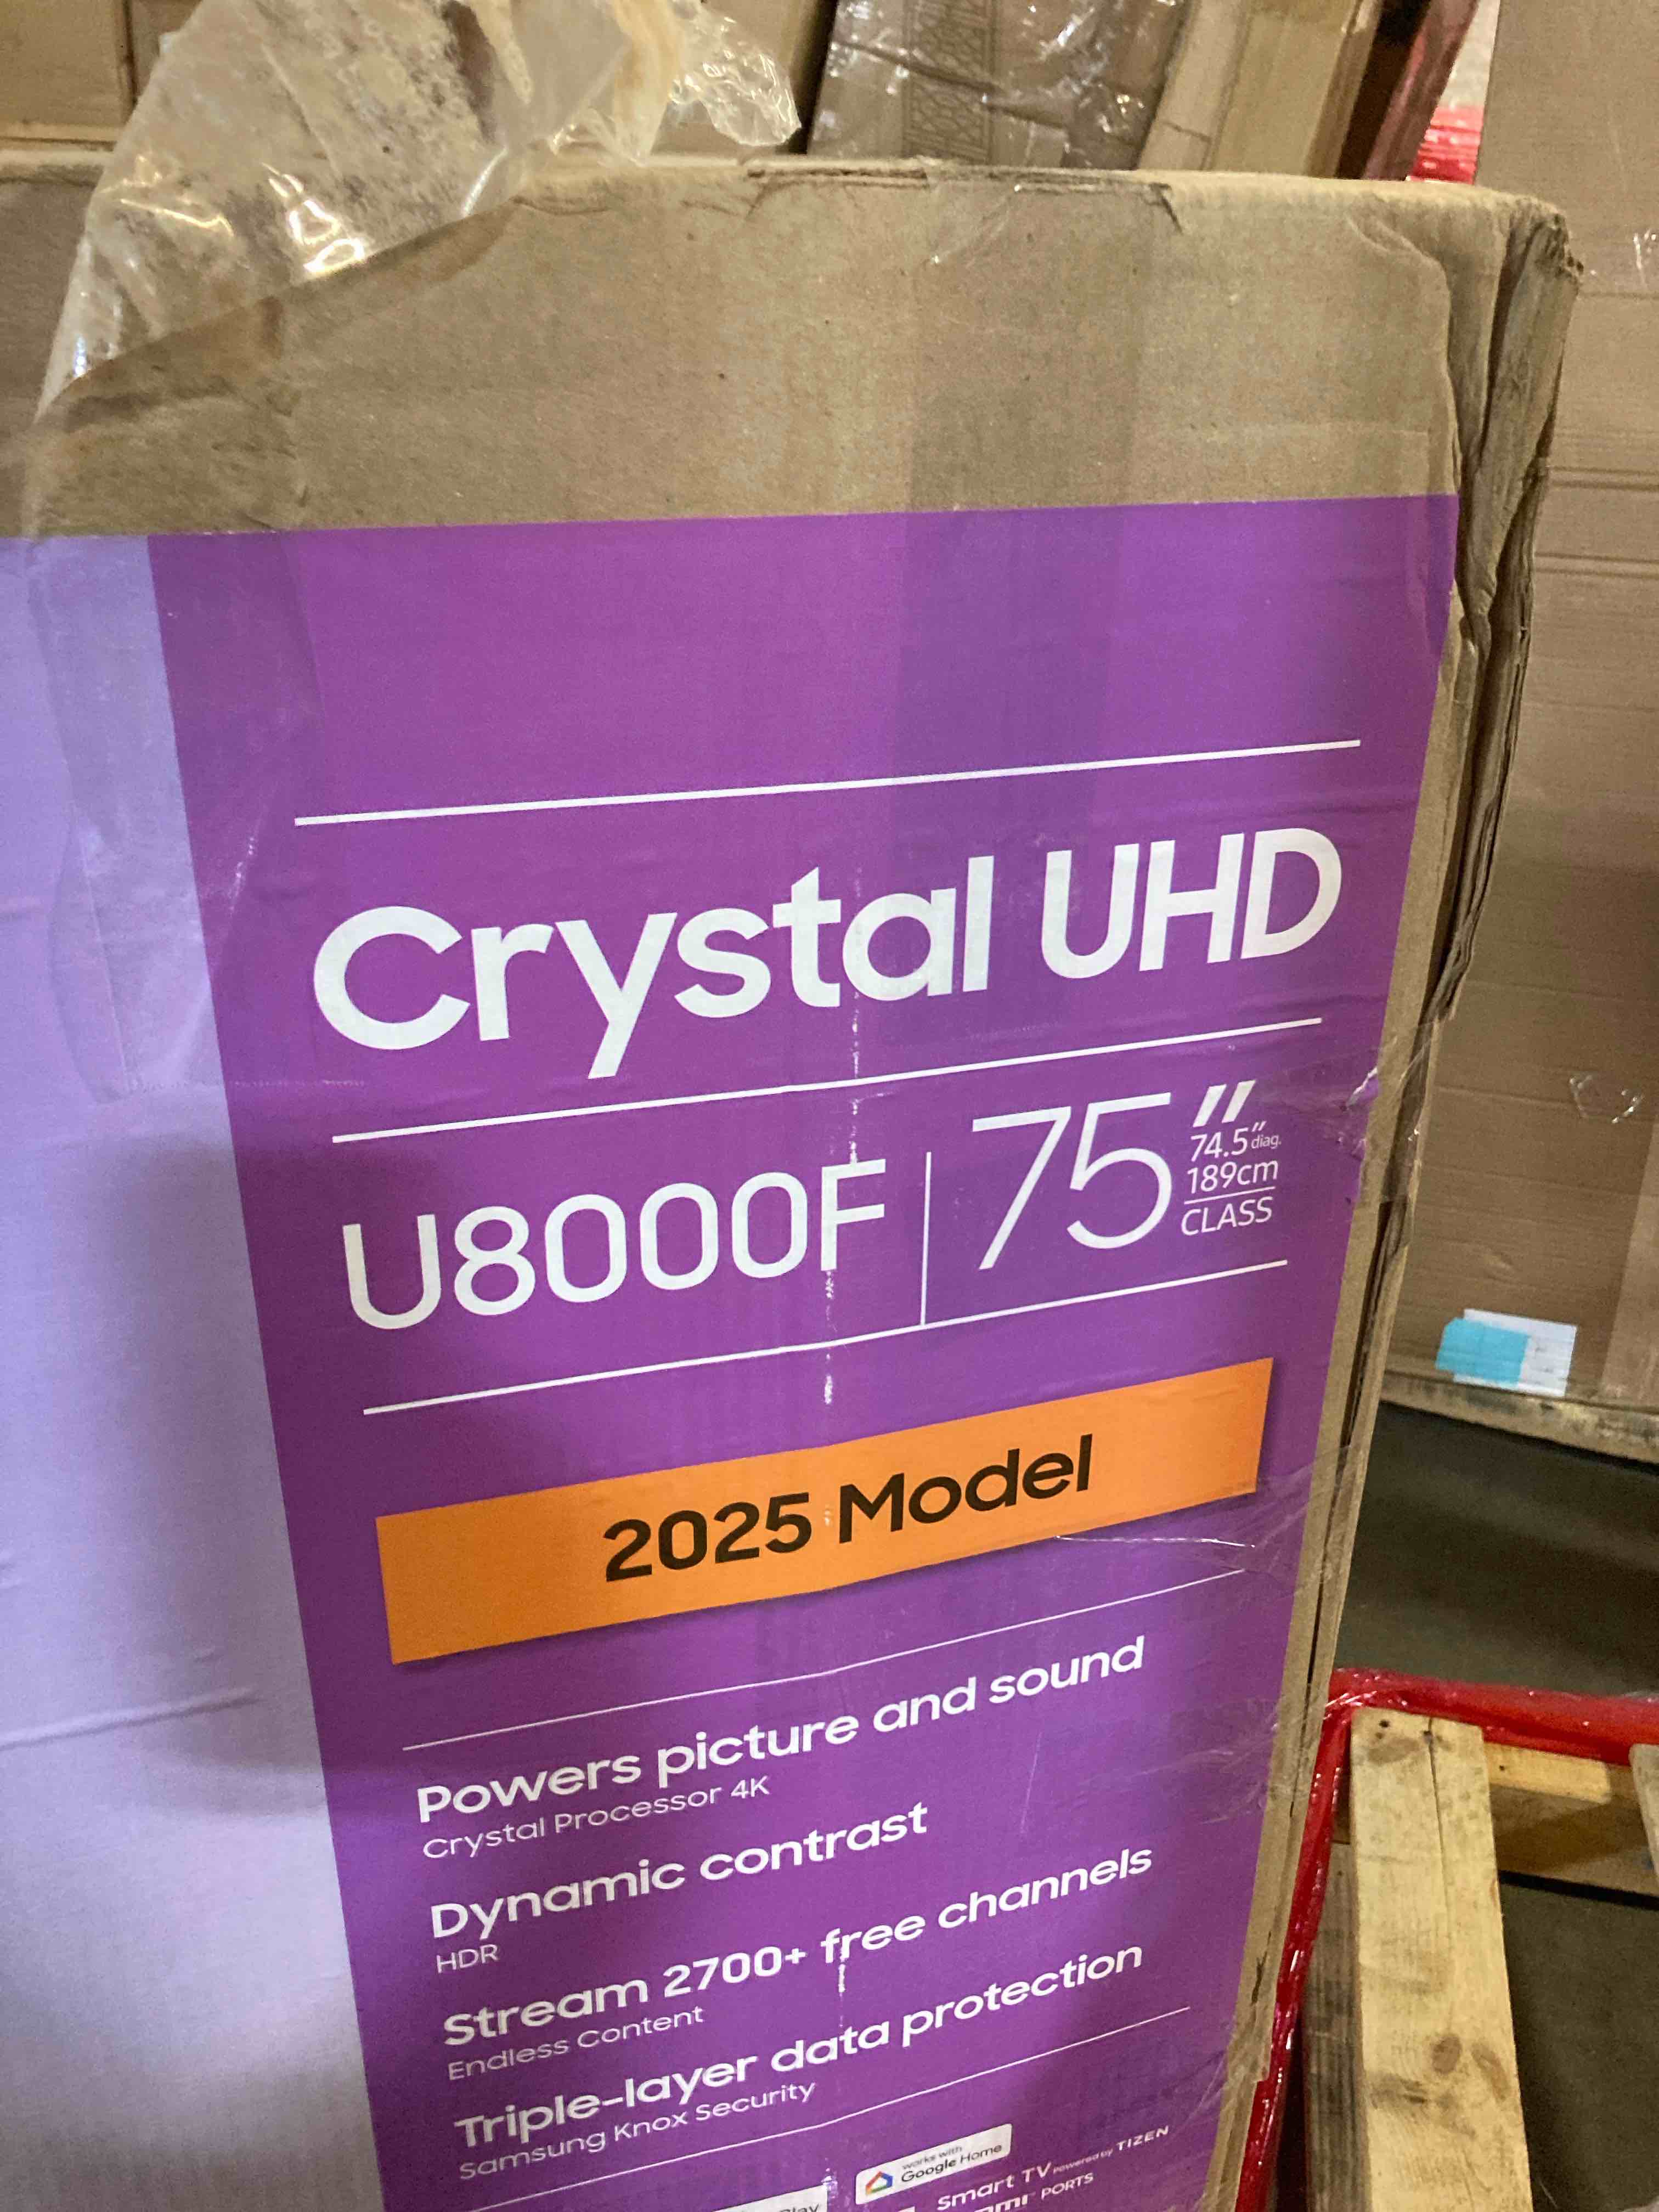 Crystal UHD
U8000F
75"
74.5" diag.
189cm
CLASS
2025 Model
Powers picture and sound
Crystal Processor 4K
Dynamic contrast
HDR
Stream 2700+ free channels
Endless Content
Triple-layer data protection
Samsung Knox Security
works with
Google Home
Smart TV Powered by TIZEN
PORTS